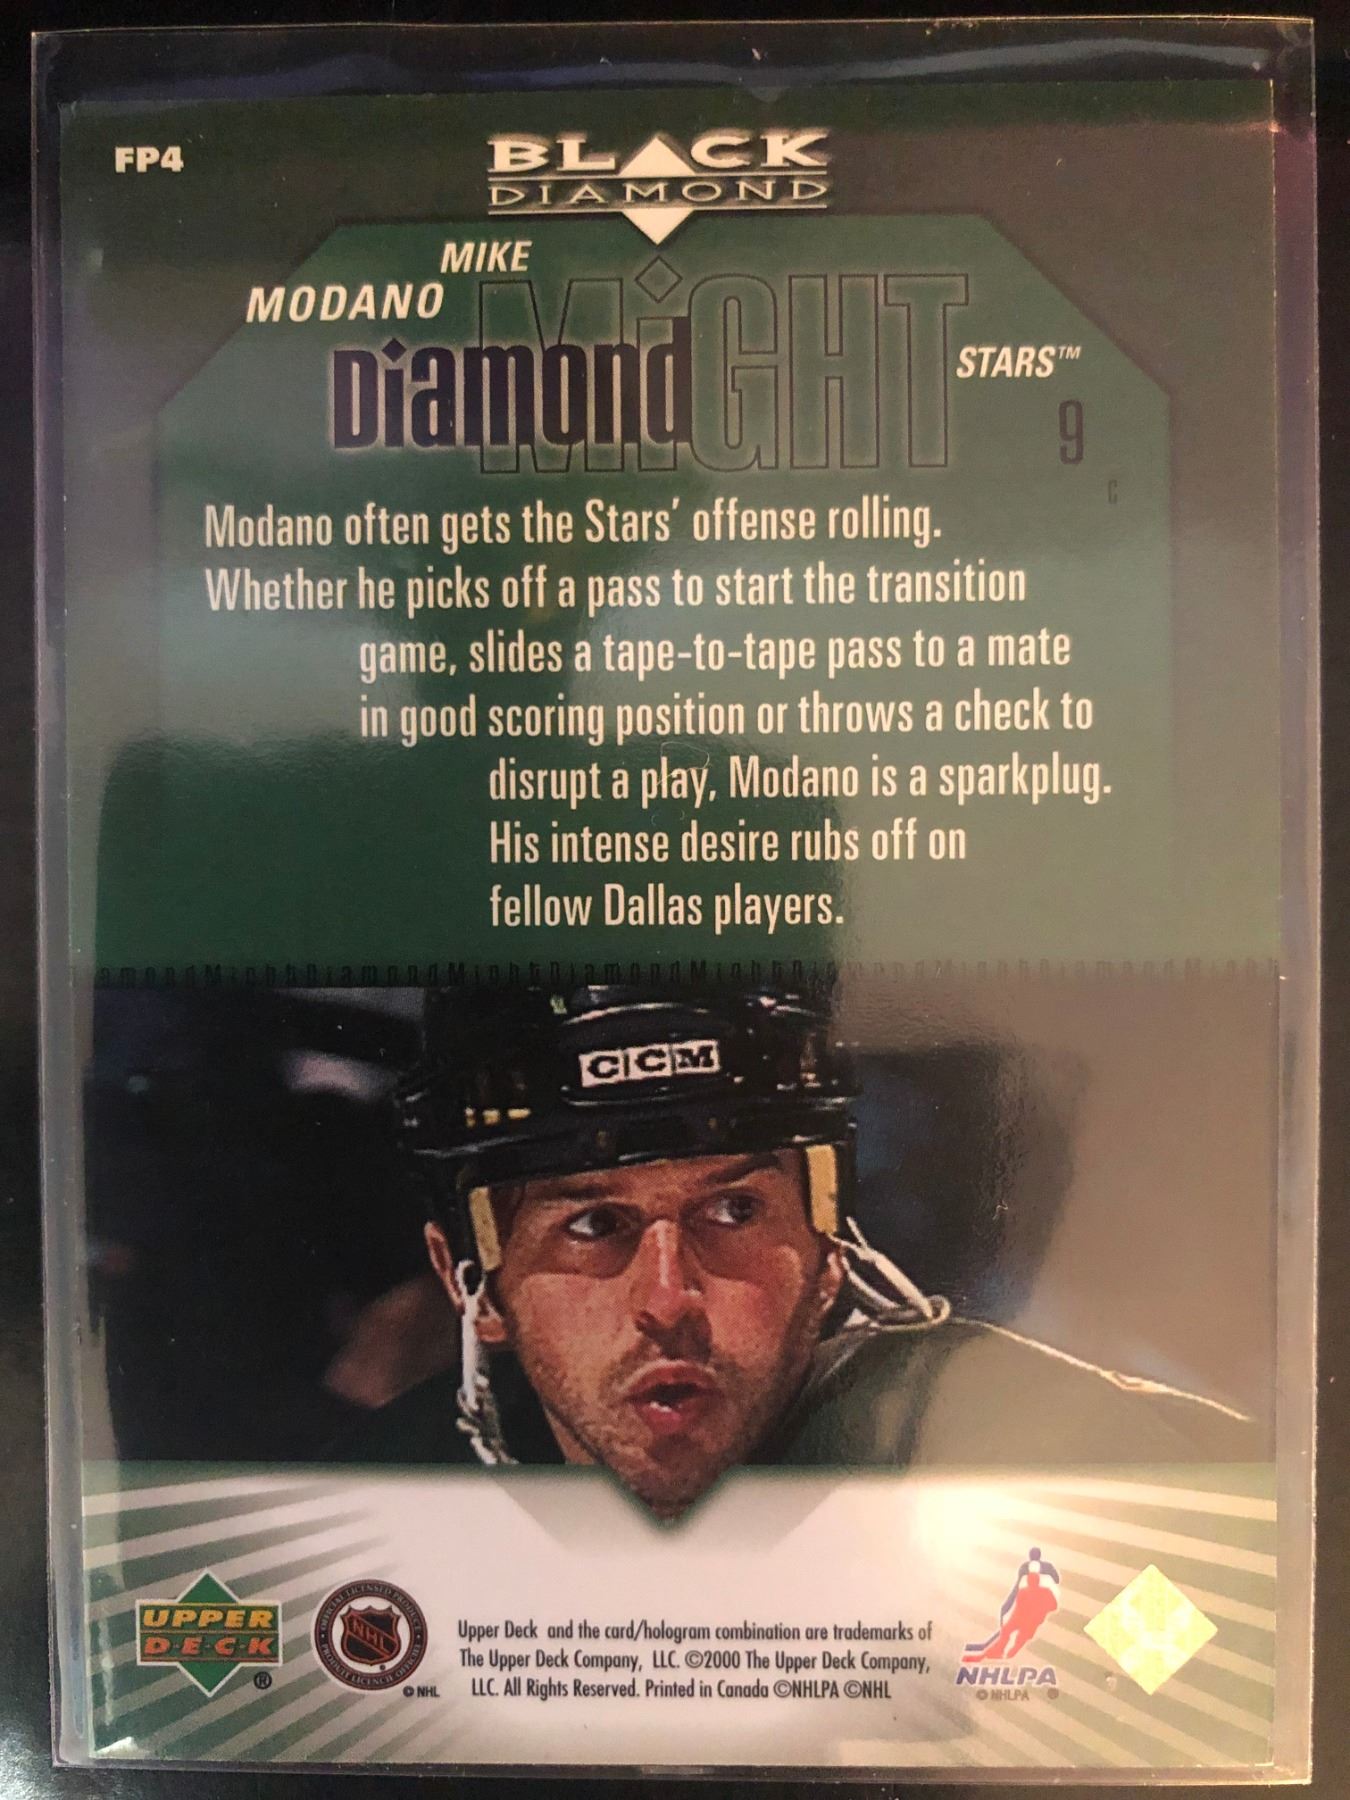 FP4
BLACK
DIAMOND
MIKE
MODANO
Diamond MiGHT
STARS™
9
C
Modano often gets the Stars' offense rolling.
Whether he picks off a pass to start the transition
game, slides a tape-to-tape pass to a mate
in good scoring position or throws a check to
disrupt a play, Modano is a sparkplug.
His intense desire rubs off on
fellow Dallas players.
amondMightDiamondMightDiamondMightDiamondMightDiamondMight
CCM
UPPER
D·E·C·K
®
NHL
© NHL
Upper Deck and the card/hologram combination are trademarks of
The Upper Deck Company, LLC. ©2000 The Upper Deck Company,
LLC. All Rights Reserved. Printed in Canada ©NHLPA ©NHL
NHLPA
© NHLPA